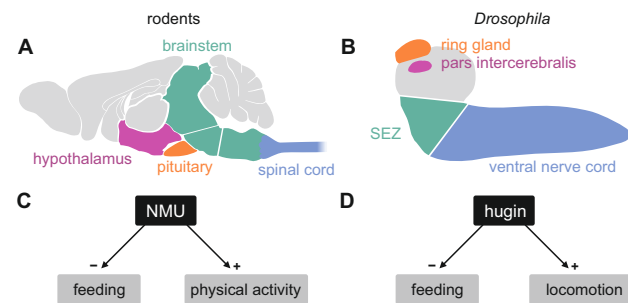 rodents
Drosophila
A
brainstem
hypothalamus
pituitary
spinal cord
B
ring gland
pars intercerebralis
SEZ
ventral nerve cord
C
NMU
–
+
feeding
physical activity
D
hugin
–
+
feeding
locomotion